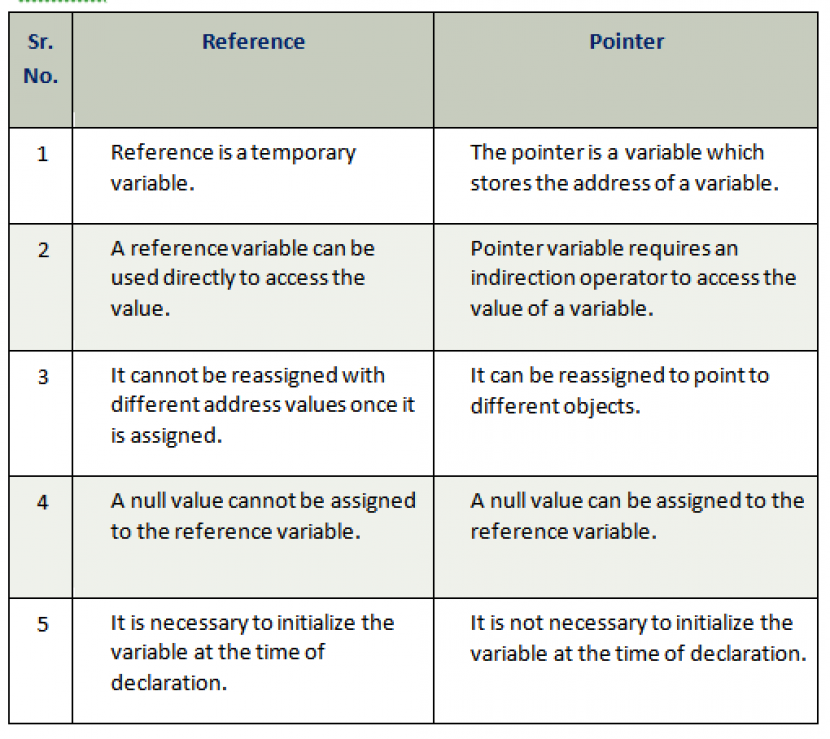 Sr. No.
Reference
Pointer
1
Reference is a temporary
variable.
The pointer is a variable which
stores the address of a variable.
2
A reference variable can be
used directly to access the
value.
Pointer variable requires an
indirection operator to access the
value of a variable.
3
It cannot be reassigned with
different address values once it
is assigned.
It can be reassigned to point to
different objects.
4
A null value cannot be assigned
to the reference variable.
A null value can be assigned to the
reference variable.
5
It is necessary to initialize the
variable at the time of
declaration.
It is not necessary to initialize the
variable at the time of declaration.